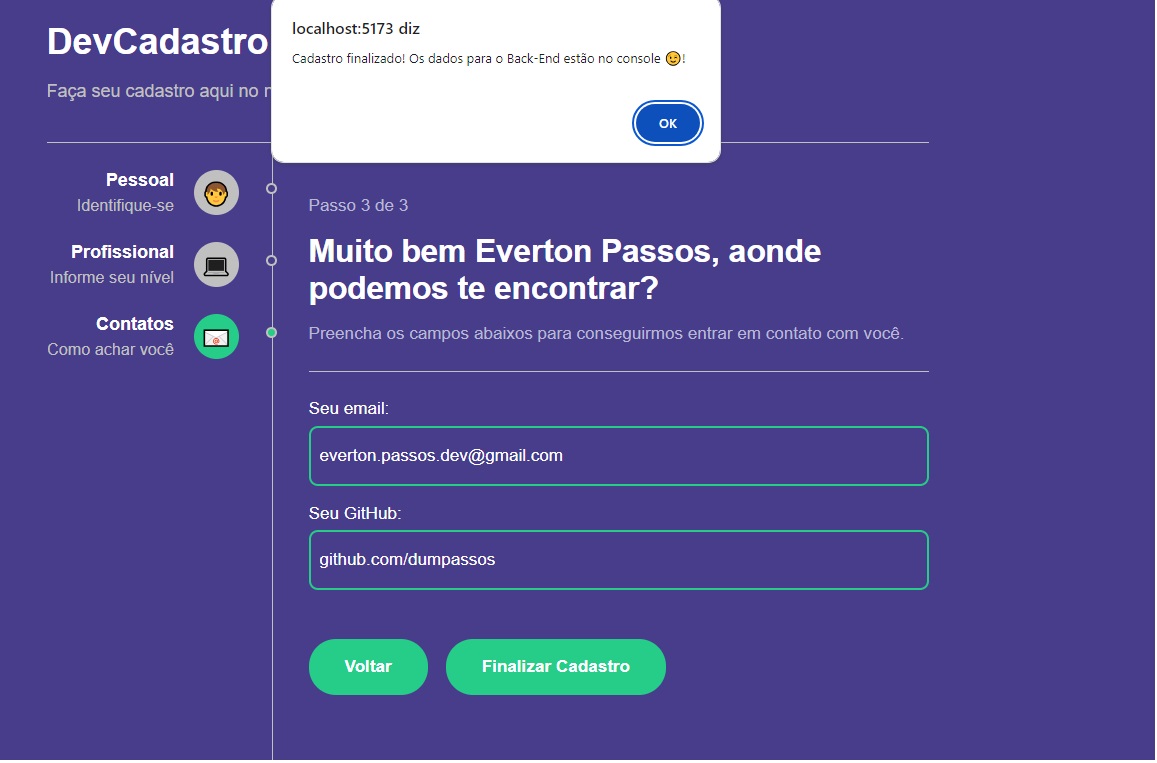 DevCadastro
Faça seu cadastro aqui no
localhost:5173 diz
Cadastro finalizado! Os dados para o Back-End estão no console 😉!
OK
Pessoal
Identifique-se
Profissional
Informe seu nível
Contatos
Como achar você
Passo 3 de 3
Muito bem Everton Passos, aonde
podemos te encontrar?
Preencha os campos abaixos para conseguirmos entrar em contato com você.
Seu email:
everton.passos.dev@gmail.com
Seu GitHub:
github.com/dumpassos
Voltar
Finalizar Cadastro